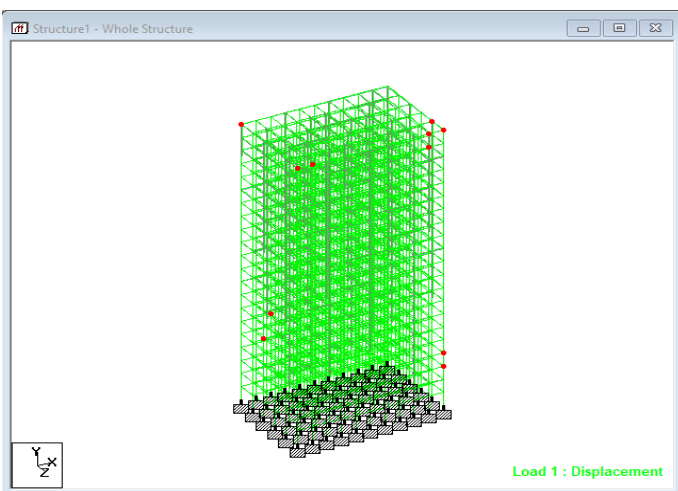 Structure1 - Whole Structure
Y
X
Z
Load 1 : Displacement